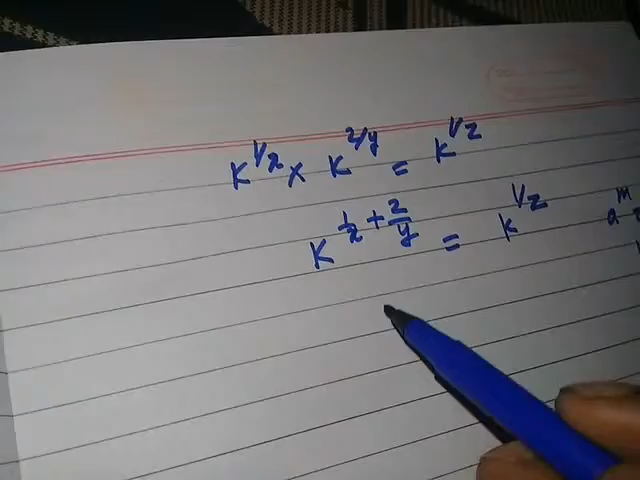 K^1/x × K^2/y = K^1/z
K^1/x + 2/y = K^1/z a^m